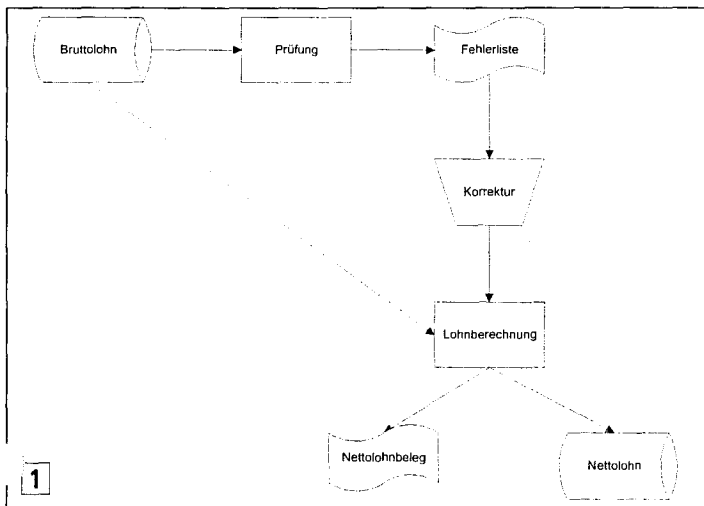 Bruttolohn
Prüfung
Fehlerliste
Korrektur
Lohnberechnung
Nettolohnbeleg
Nettolohn
1